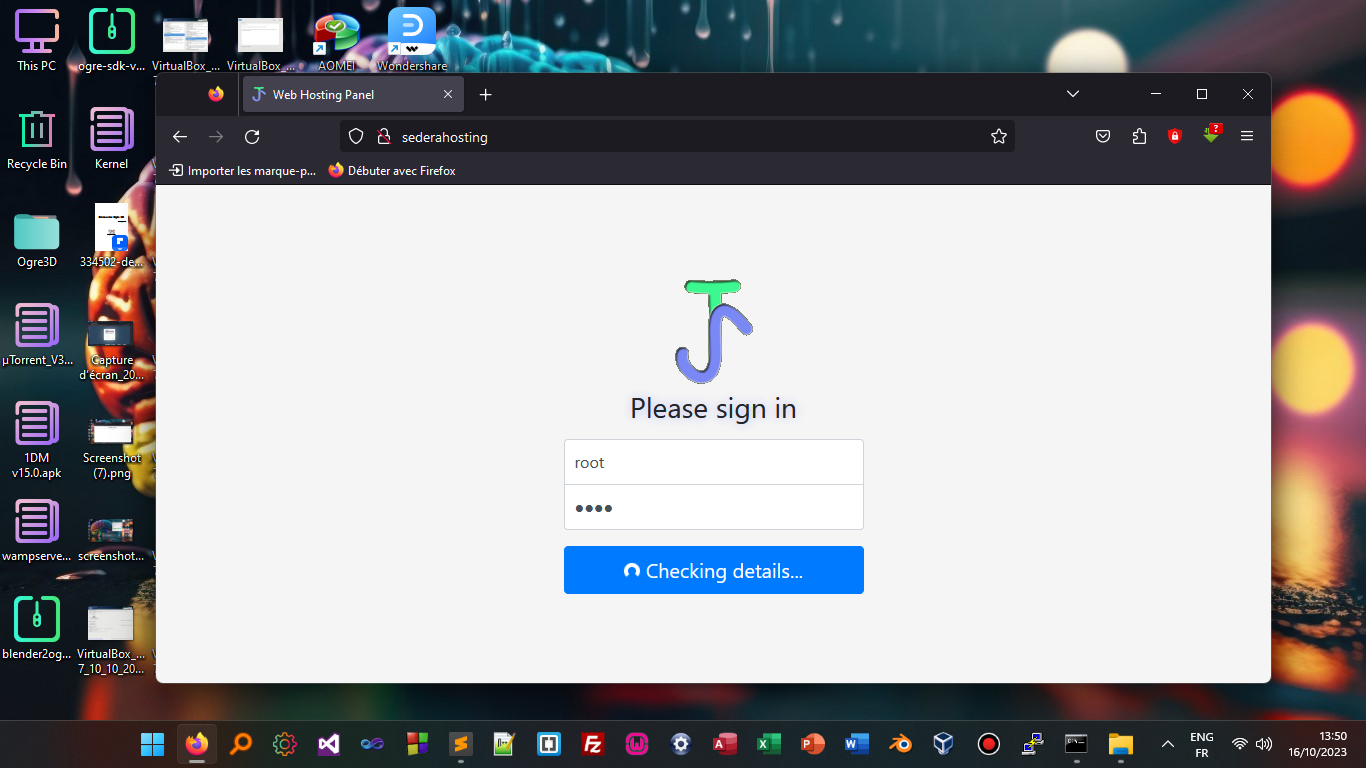 This PC
ogre-sdk-v...
VirtualBox_...
VirtualBox_...
AOMEI
Wondershare
Recycle Bin
Kernel
Ogre3D
334502-de...
µTorrent_V3...
Capture
d'écran_20...
1DM
v15.0.apk
Screenshot
(7).png
wampserve...
screenshot...
blender2og...
VirtualBox_...
7_10_10_20...
Web Hosting Panel
sederahosting
Importer les marque-p...
Débuter avec Firefox
Please sign in
root
••••
Checking details...
ENG
FR
13:50
16/10/2023